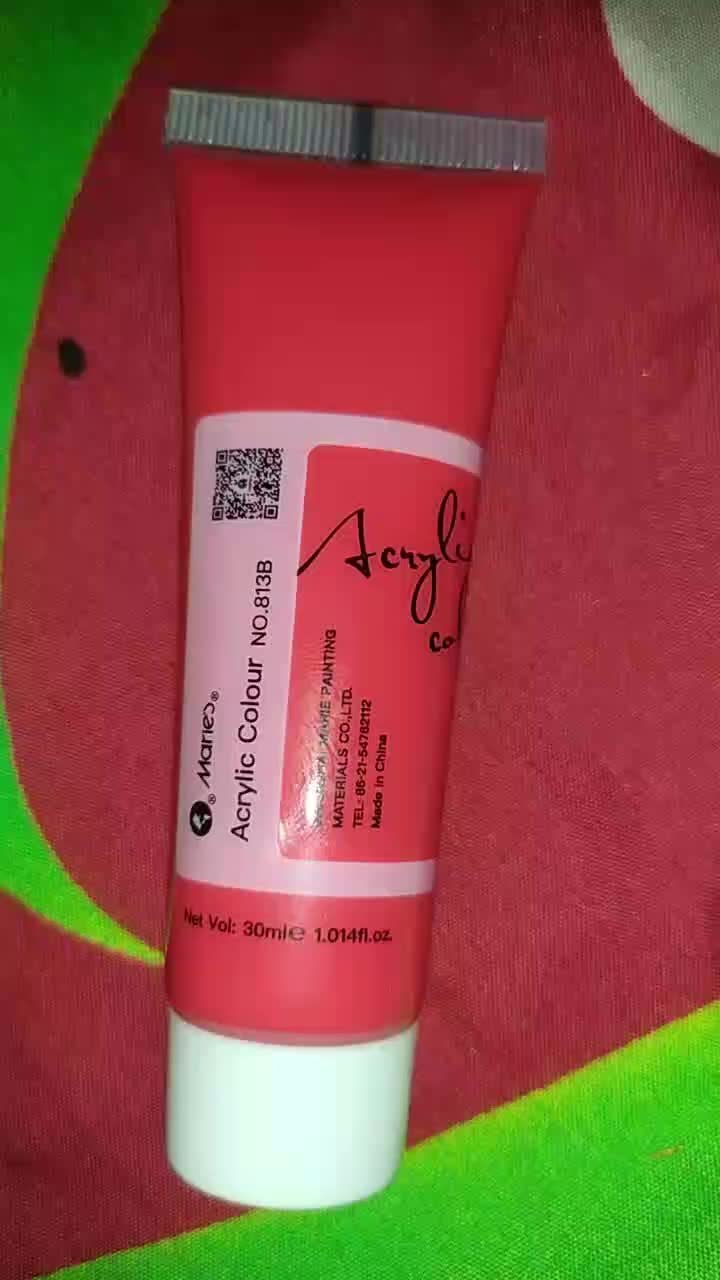 Acryli
co
Marie's®
Acrylic Colour NO.813B
MARIE PAINTING
MATERIALS CO.,LTD.
TEL: 86-21-54782112
Made in China
Net Vol: 30ml℮ 1.014fl.oz.